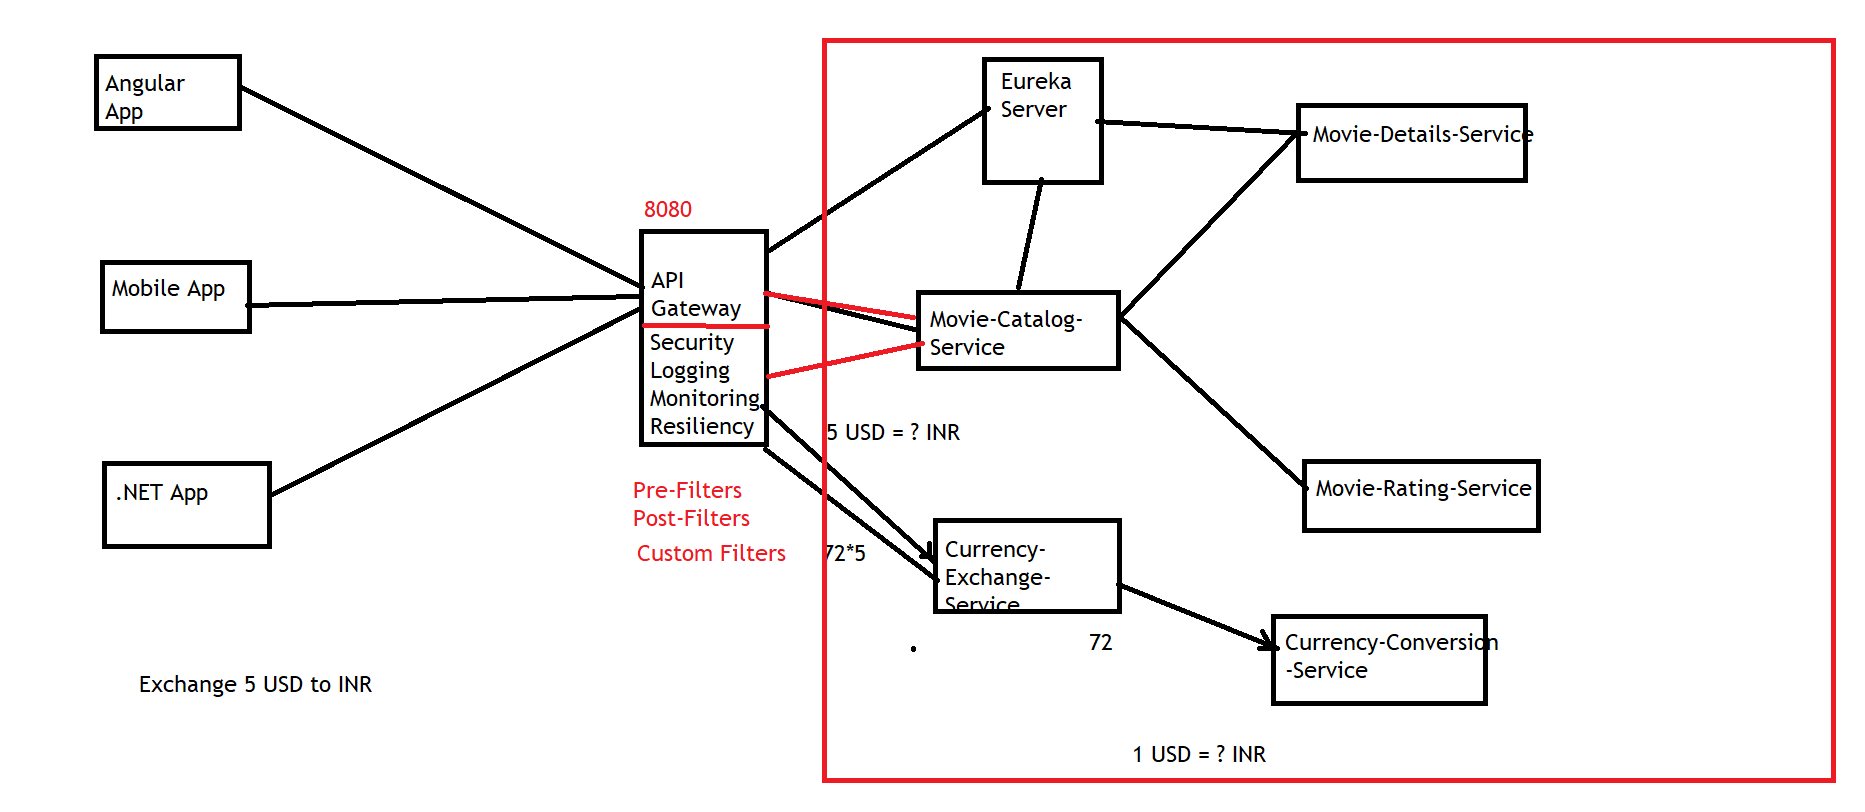 Angular
App
Mobile App
.NET App
Exchange 5 USD to INR
8080
API
Gateway
Security
Logging
Monitoring
Resiliency
Pre-Filters
Post-Filters
Custom Filters
Eureka
Server
Movie-Details-Service
Movie-Catalog-
Service
5 USD = ? INR
Movie-Rating-Service
72*5
Currency-
Exchange-
Service
72
Currency-Conversion
-Service
1 USD = ? INR